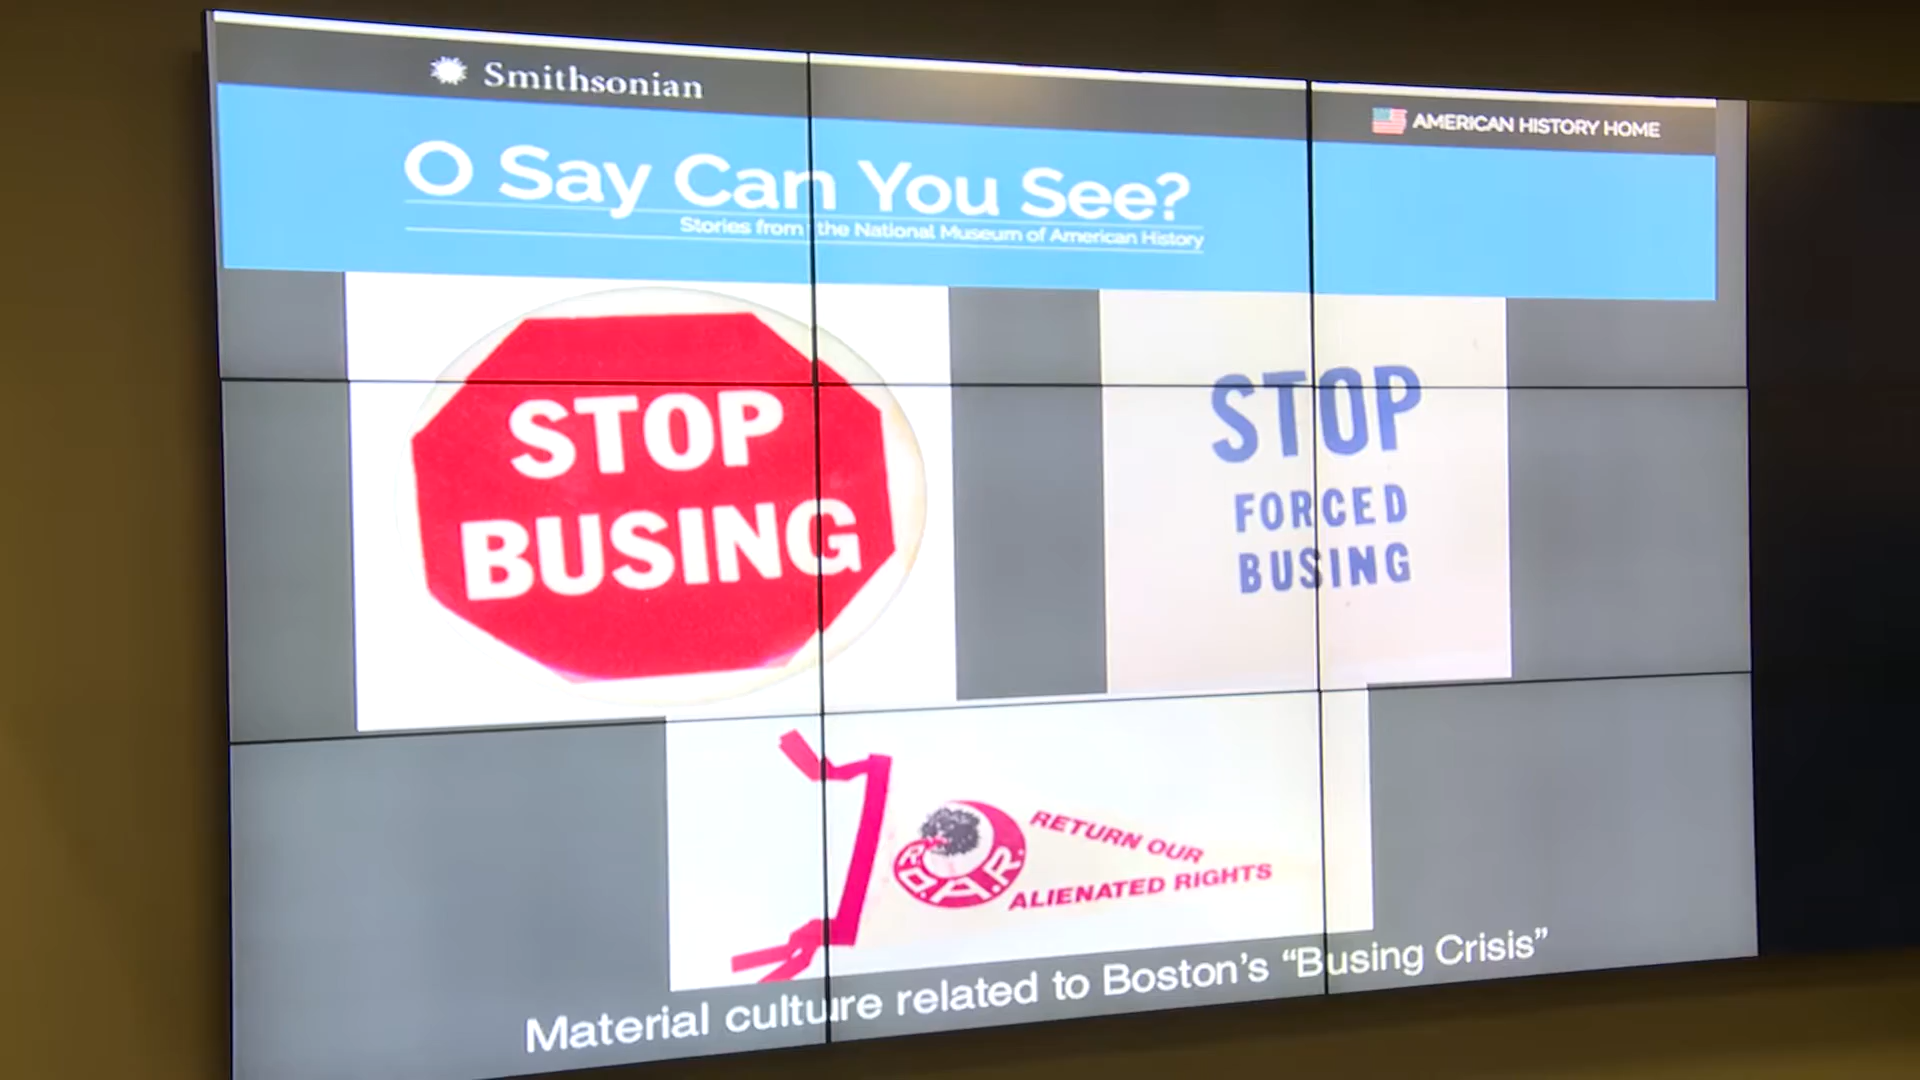 Smithsonian
AMERICAN HISTORY HOME
O Say Can You See?
Stories from the National Museum of American History
STOP
BUSING
STOP
FORCED
BUSING
R.O.A.R.
RETURN OUR
ALIENATED RIGHTS
Material culture related to Boston's “Busing Crisis”